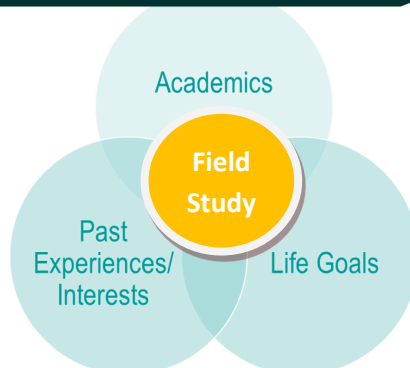 Academics
Field
Study
Past
Experiences/
Interests
Life Goals